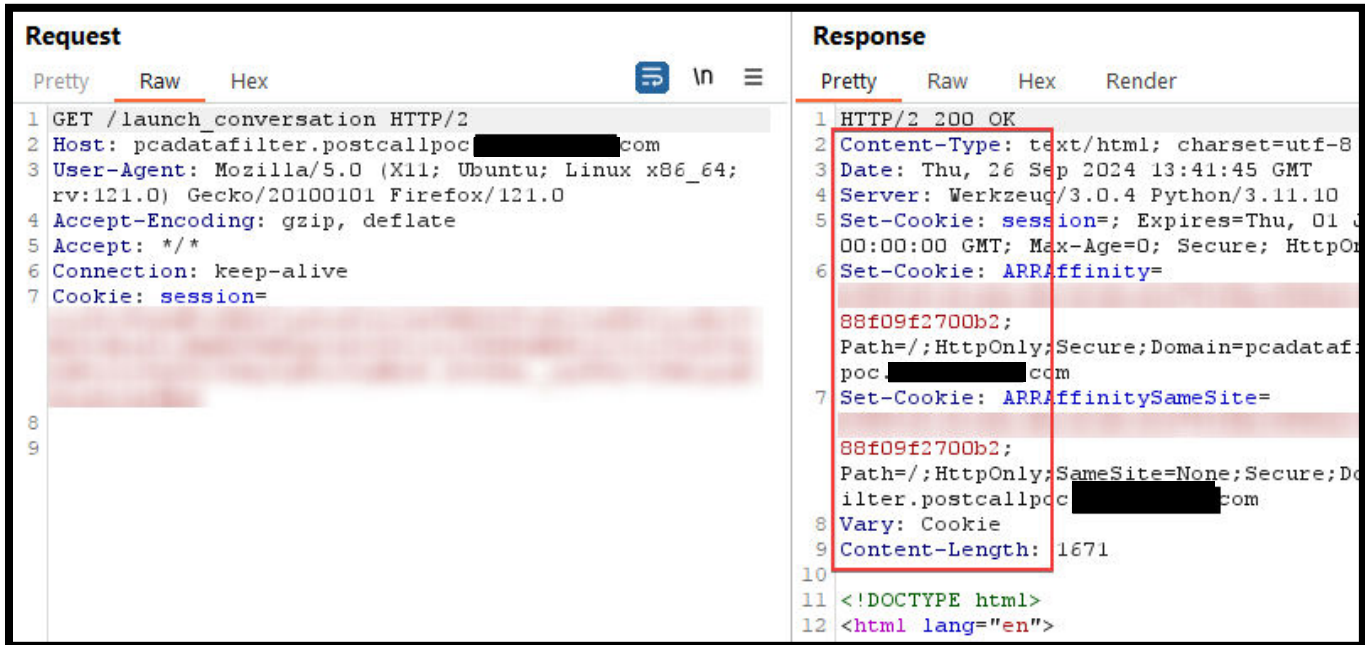 Request
Pretty Raw Hex \n
1 GET /launch_conversation HTTP/2
2 Host: pcadatafilter.postcallpoc com
3 User-Agent: Mozilla/5.0 (X11; Ubuntu; Linux x86_64;
rv:121.0) Gecko/20100101 Firefox/121.0
4 Accept-Encoding: gzip, deflate
5 Accept: */*
6 Connection: keep-alive
7 Cookie: session=
8
9
Response
Pretty Raw Hex Render
1 HTTP/2 200 OK
2 Content-Type: text/html; charset=utf-8
3 Date: Thu, 26 Sep 2024 13:41:45 GMT
4 Server: Werkzeug/3.0.4 Python/3.11.10
5 Set-Cookie: session=; Expires=Thu, 01
00:00:00 GMT; Max-Age=0; Secure;
6 Set-Cookie: ARRAffinity=
88f09f2700b2;
Path=/;HttpOnly;Secure;Domain=pcadataf
poc. com
7 Set-Cookie: ARRAffinitySameSite=
88f09f2700b2;
Path=/;HttpOnly;SameSite=None;Secure;
ilter.postcallpoc com
8 Vary: Cookie
9 Content-Length: 1671
10
11 <!DOCTYPE html>
12 <html lang="en">